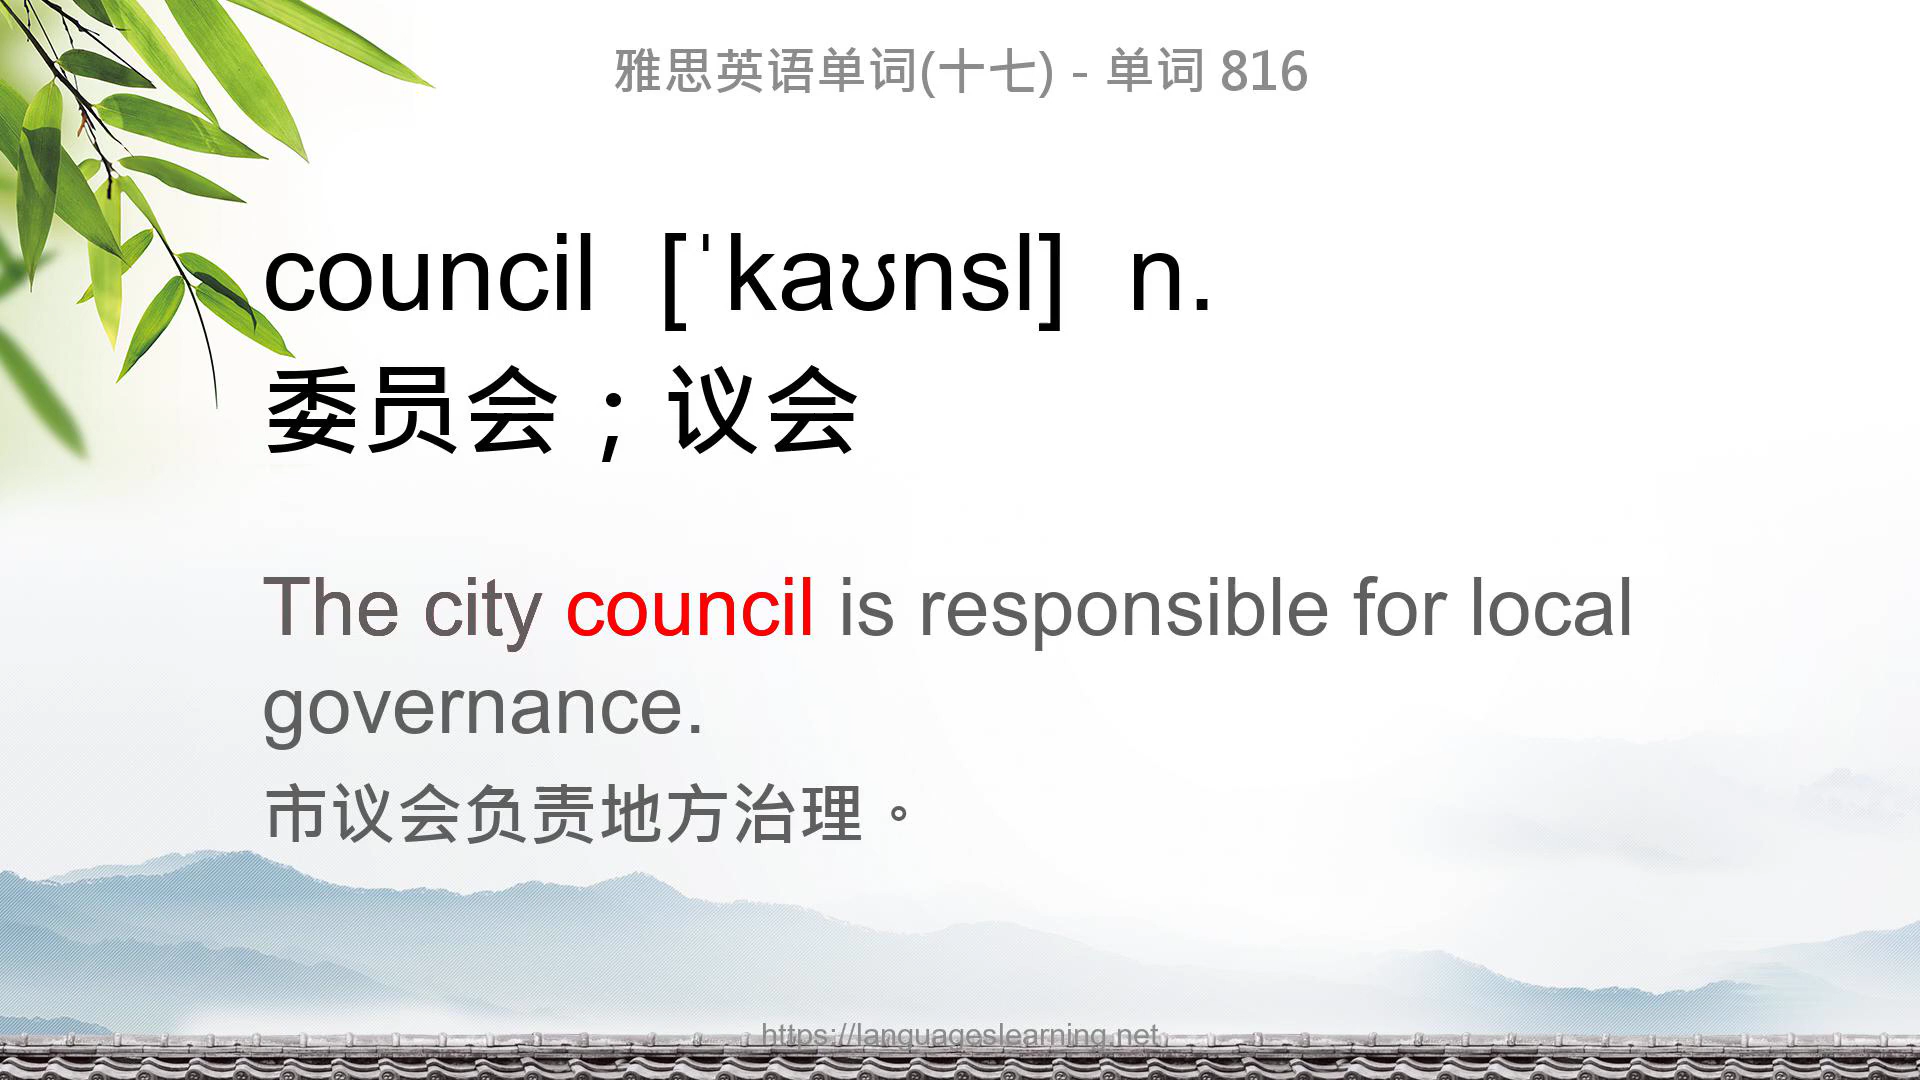 雅思英语单词(十七) - 单词 816
council [ˈkaʊnsl] n.
委员会；议会
The city council is responsible for local
governance.
市议会负责地方治理。
https://languageslearning.net